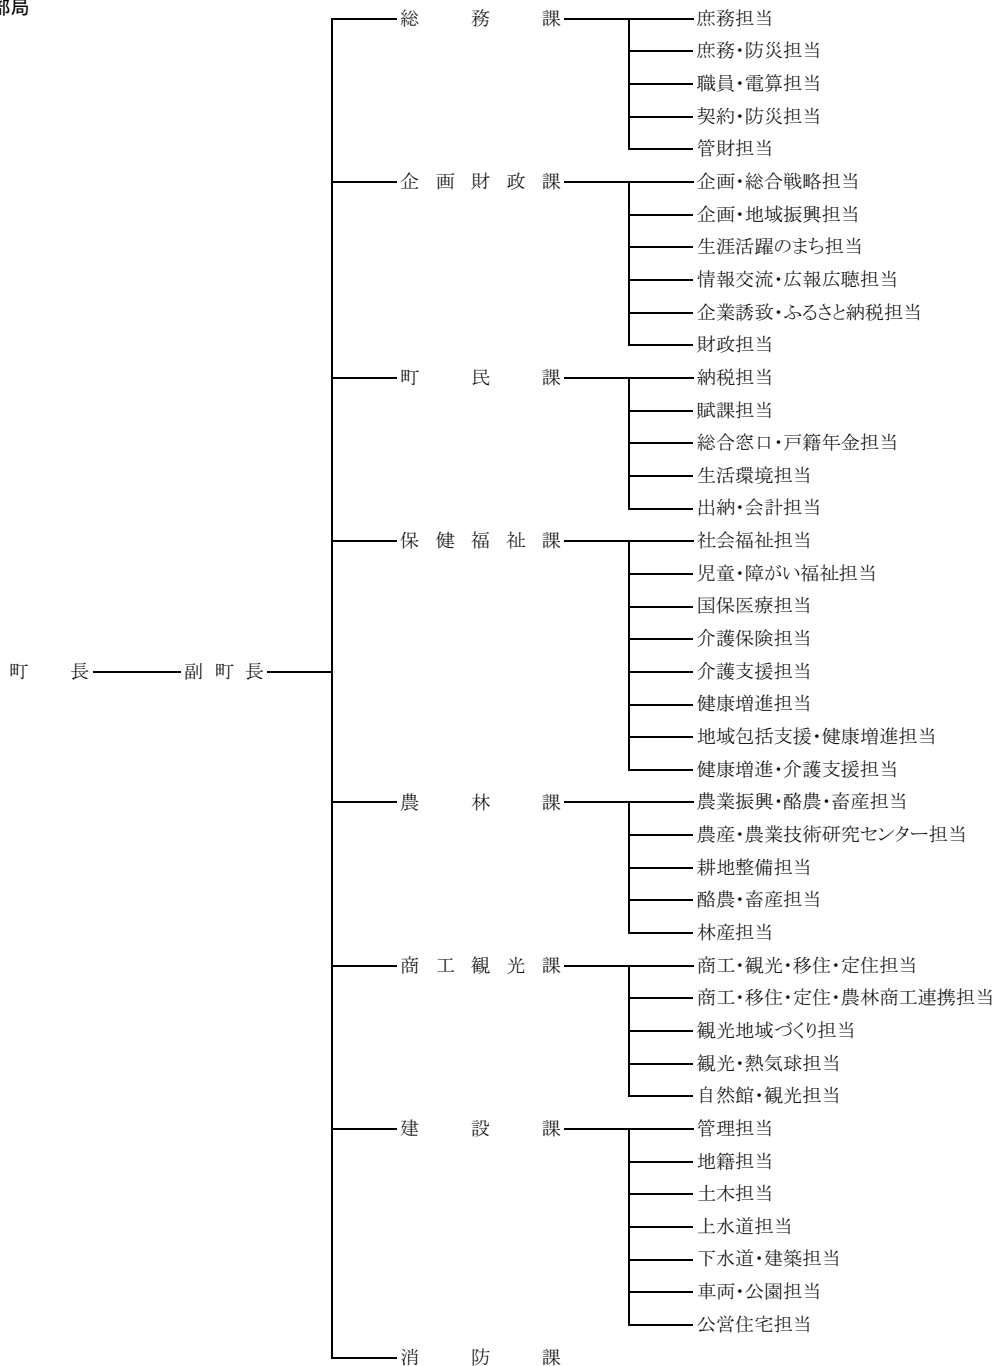 部局
総務課 庶務担当
庶務・防災担当
職員・電算担当
契約・防災担当
管財担当
企画財政課 企画・総合戦略担当
企画・地域振興担当
生涯活躍のまち担当
情報交流・広報広聴担当
企業誘致・ふるさと納税担当
財政担当
町民課 納税担当
賦課担当
総合窓口・戸籍年金担当
生活環境担当
出納・会計担当
保健福祉課 社会福祉担当
児童・障がい福祉担当
国保医療担当
介護保険担当
町長 副町長 介護支援担当
健康増進担当
地域包括支援・健康増進担当
健康増進・介護支援担当
農林課 農業振興・酪農・畜産担当
農産・農業技術研究センター担当
耕地整備担当
酪農・畜産担当
林産担当
商工観光課 商工・観光・移住・定住担当
商工・移住・定住・農林商工連携担当
観光地域づくり担当
観光・熱気球担当
自然館・観光担当
建設課 管理担当
地籍担当
土木担当
上水道担当
下水道・建築担当
車両・公園担当
公営住宅担当
消防課